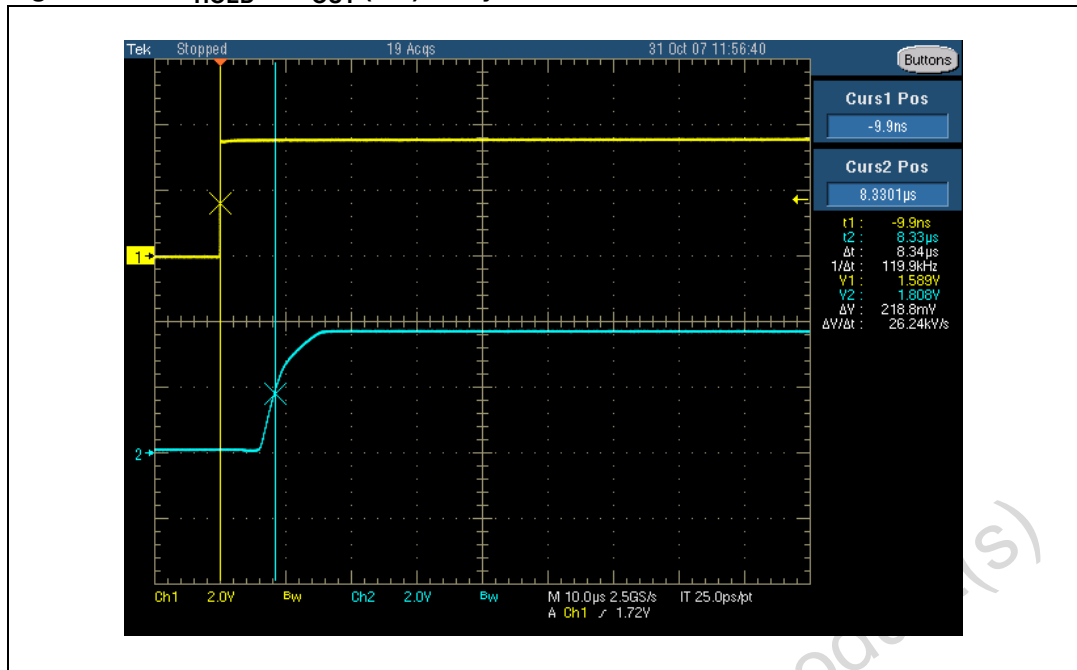 HOLD OUT
Tek Stopped 19 Acqs 31 Oct 07 11:56:40
Buttons
Curs1 Pos
-9.9ns
Curs2 Pos
8.3301µs
t1 : -9.9ns
t2 : 8.33µs
Δt : 8.34µs
1/Δt : 119.9kHz
V1 : 1.589V
V2 : 1.808V
ΔV : 218.8mV
ΔV/Δt : 26.24kV/s
1
2
Ch1 2.0V Bw Ch2 2.0V Bw M 10.0µs 2.5GS/s IT 25.0ps/pt
A Ch1 1.72V